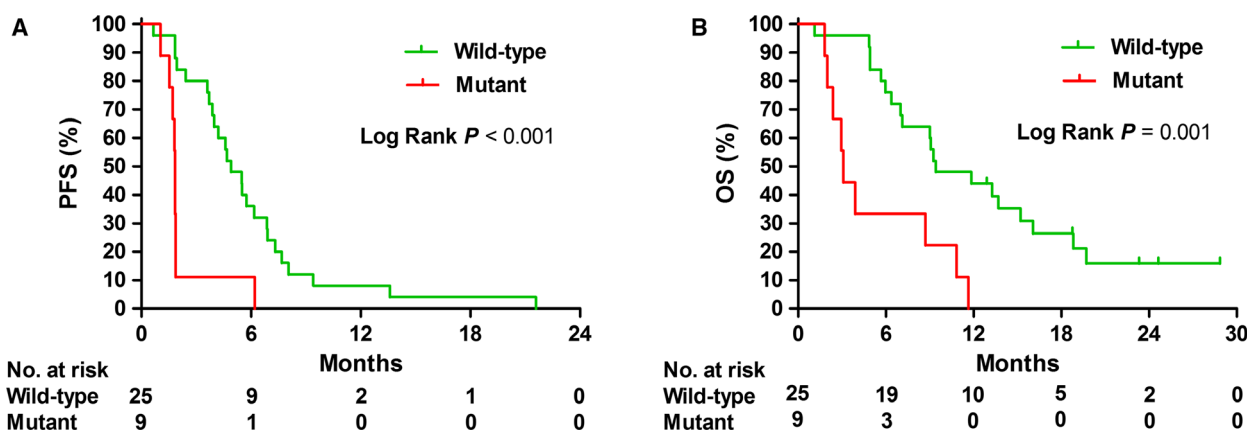 A
PFS (%)
100
90
80
70
60
50
40
30
20
10
0
Wild-type
Mutant
Log Rank P < 0.001
0 6 12 18 24
Months
No. at risk
Wild-type 25 9 2 1 0
Mutant 9 1 0 0 0
B
OS (%)
100
90
80
70
60
50
40
30
20
10
0
Wild-type
Mutant
Log Rank P = 0.001
0 6 12 18 24 30
Months
No. at risk
Wild-type 25 19 10 5 2 0
Mutant 9 3 0 0 0 0